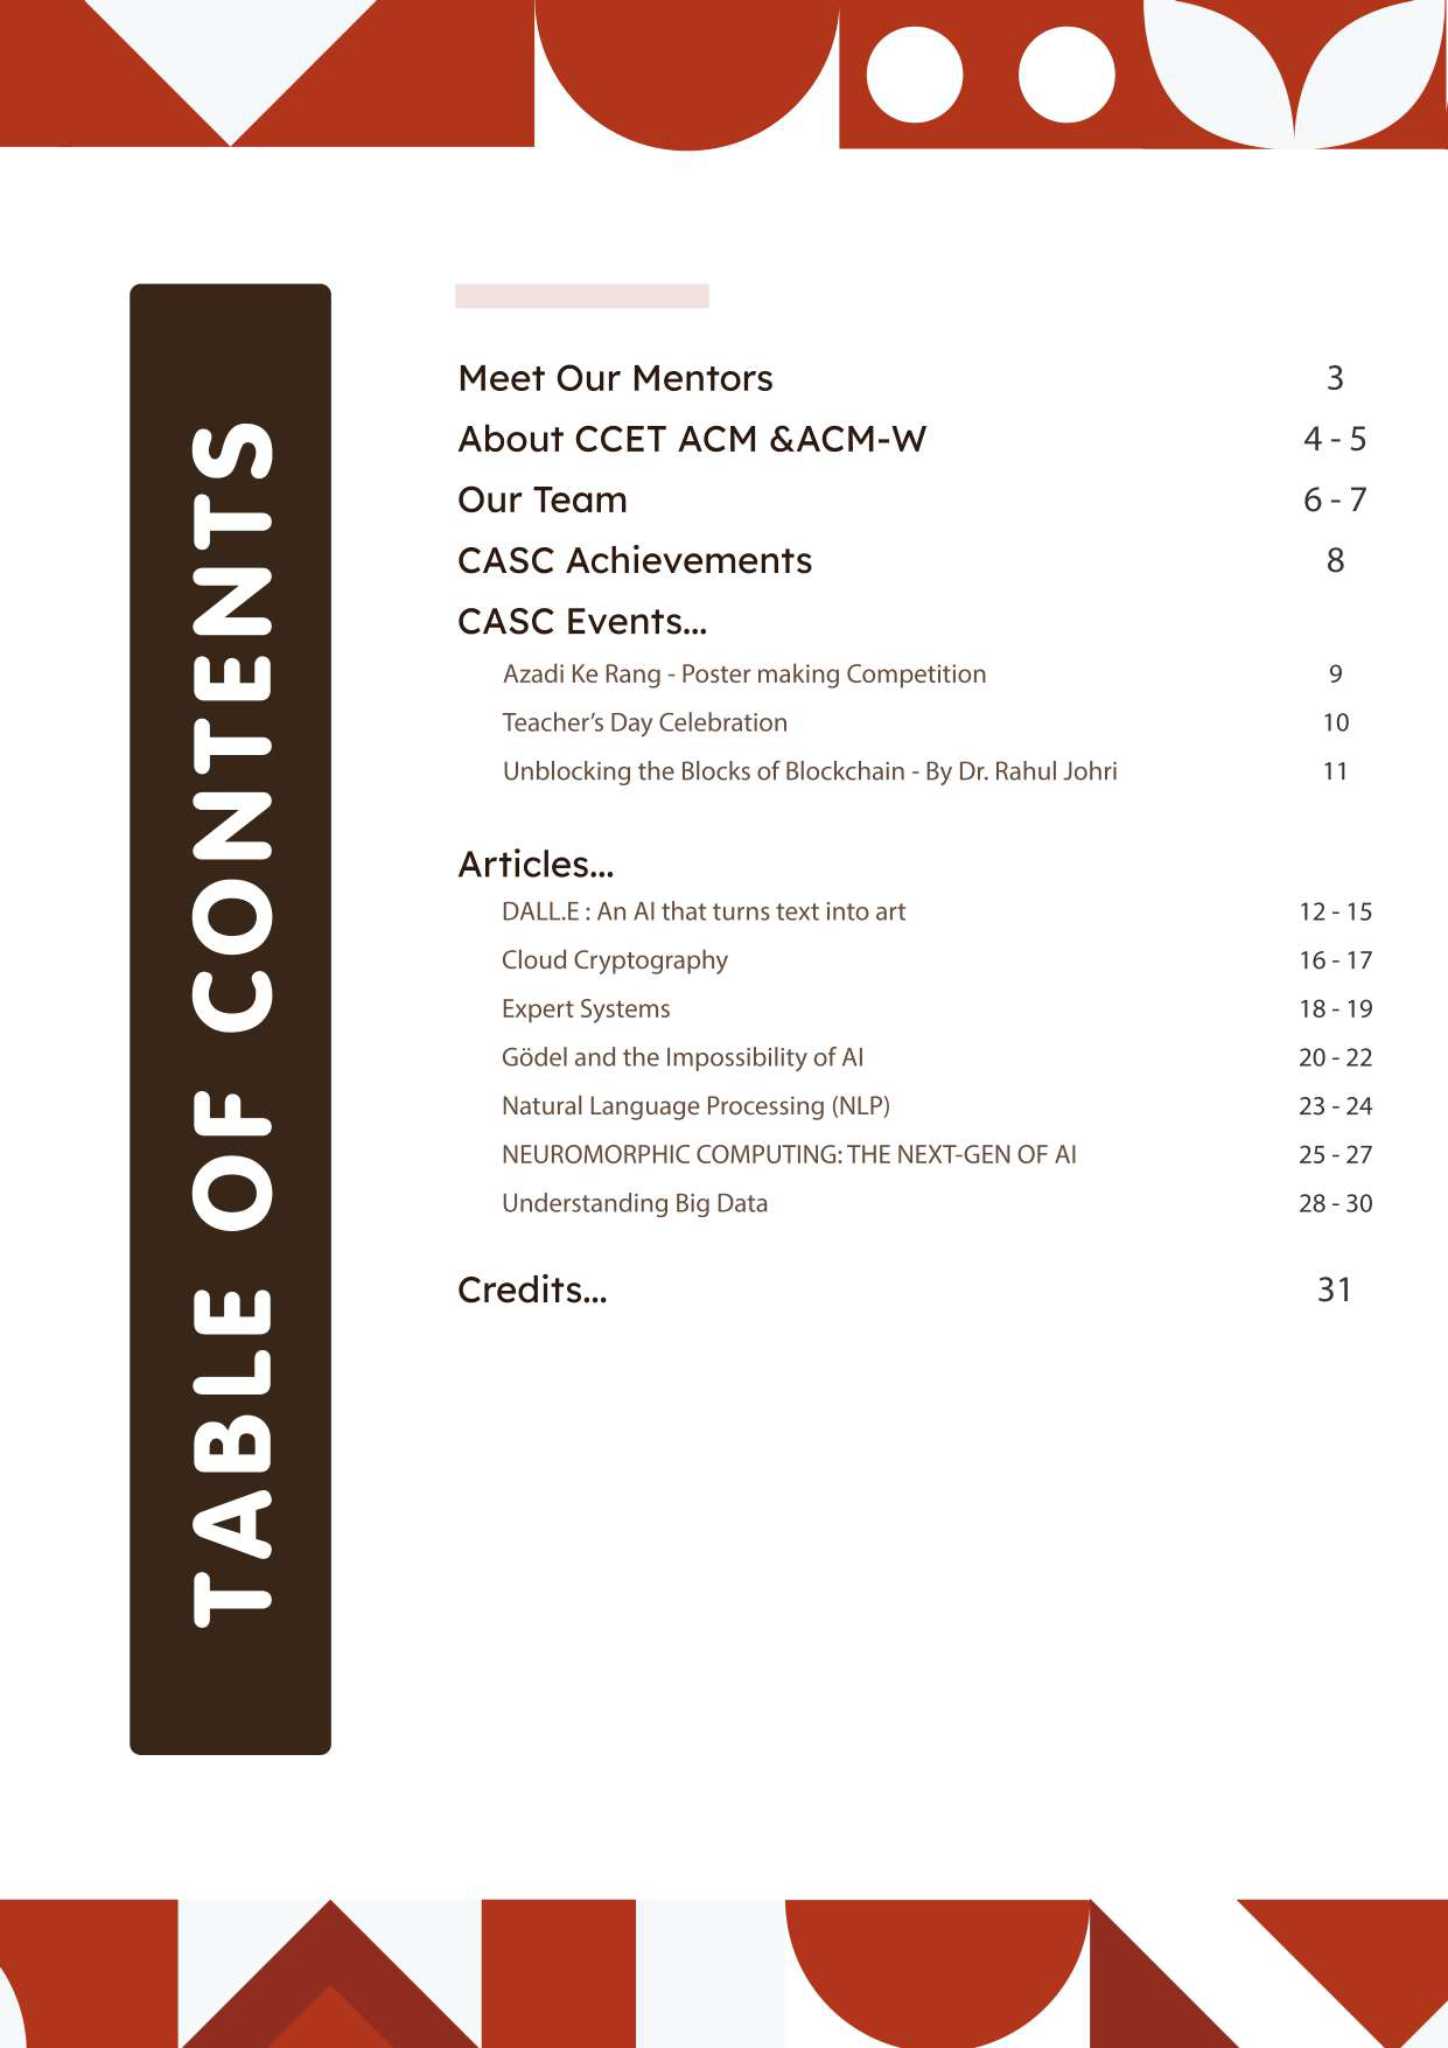 TABLE OF CONTENTS
Meet Our Mentors 3
About CCET ACM &ACM-W 4 - 5
Our Team 6 - 7
CASC Achievements 8
CASC Events...
Azadi Ke Rang - Poster making Competition 9
Teacher’s Day Celebration 10
Unblocking the Blocks of Blockchain - By Dr. Rahul Johri 11
Articles...
DALL.E : An AI that turns text into art 12 - 15
Cloud Cryptography 16 - 17
Expert Systems 18 - 19
Gödel and the Impossibility of AI 20 - 22
Natural Language Processing (NLP) 23 - 24
NEUROMORPHIC COMPUTING: THE NEXT-GEN OF AI 25 - 27
Understanding Big Data 28 - 30
Credits... 31